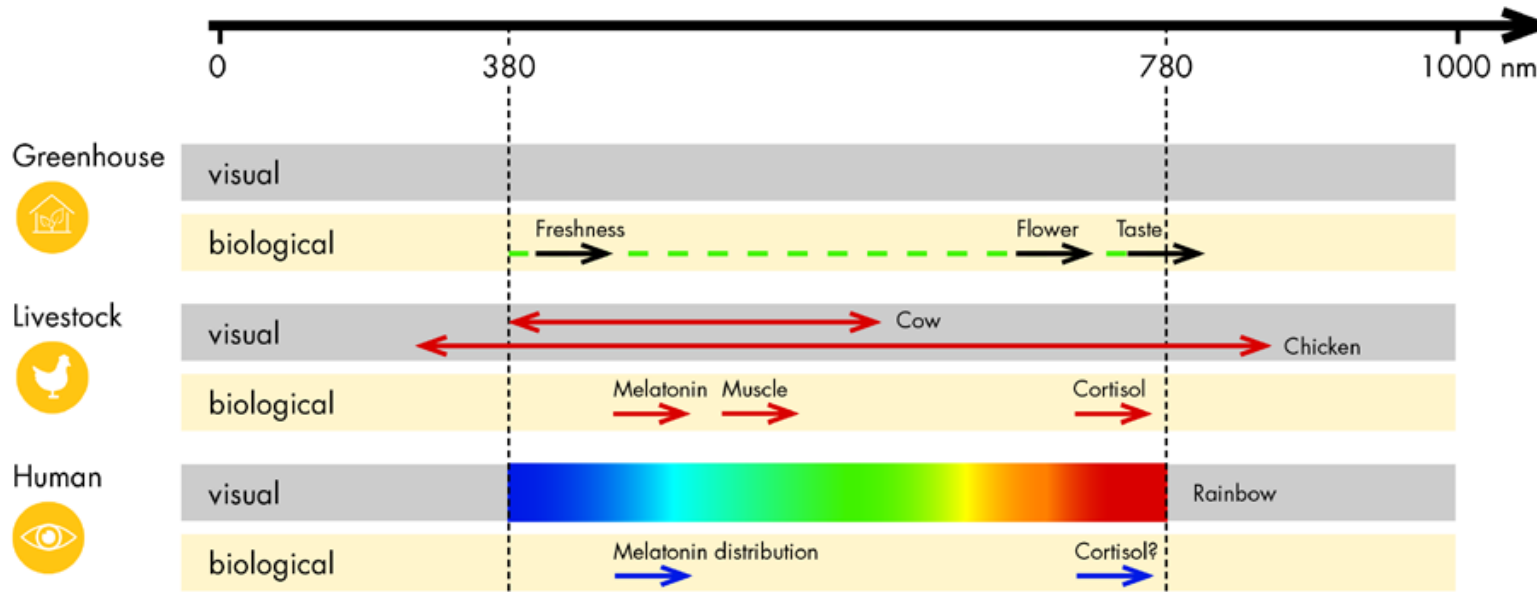 0 380 780 1000 nm
Greenhouse
visual
biological
Freshness Flower Taste
Livestock
visual
Cow
Chicken
biological
Melatonin Muscle Cortisol
Human
visual
Rainbow
biological
Melatonin distribution Cortisol?